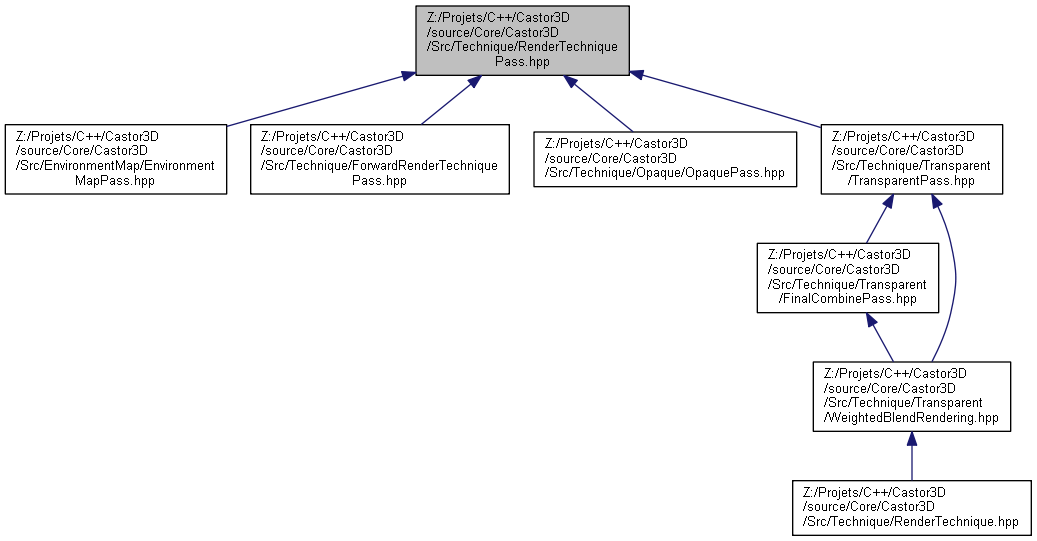 Z:/Projets/C++/Castor3D
/source/Core/Castor3D
/Src/Technique/RenderTechnique
Pass.hpp
Z:/Projets/C++/Castor3D
/source/Core/Castor3D
/Src/EnvironmentMap/Environment
MapPass.hpp
Z:/Projets/C++/Castor3D
/source/Core/Castor3D
/Src/Technique/ForwardRenderTechnique
Pass.hpp
Z:/Projets/C++/Castor3D
/source/Core/Castor3D
/Src/Technique/Opaque/OpaquePass.hpp
Z:/Projets/C++/Castor3D
/source/Core/Castor3D
/Src/Technique/Transparent
/TransparentPass.hpp
Z:/Projets/C++/Castor3D
/source/Core/Castor3D
/Src/Technique/Transparent
/FinalCombinePass.hpp
Z:/Projets/C++/Castor3D
/source/Core/Castor3D
/Src/Technique/Transparent
/WeightedBlendRendering.hpp
Z:/Projets/C++/Castor3D
/source/Core/Castor3D
/Src/Technique/RenderTechnique.hpp